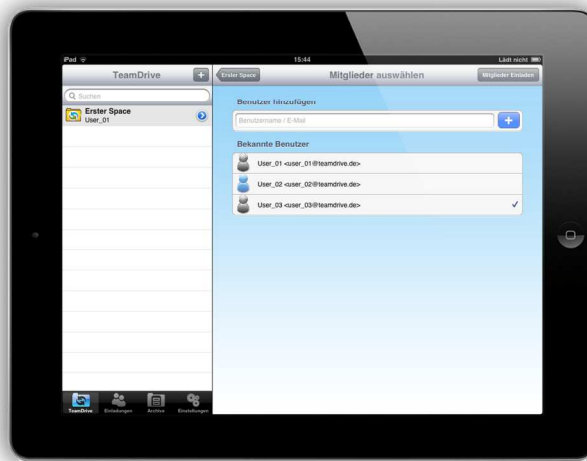 iPad
15:44
Lädt nicht
TeamDrive
+
Erster Space
Mitglieder auswählen
Mitglieder Einladen
Suchen
Erster Space
User_01
Benutzer hinzufügen
Benutzername / E-Mail
+
Bekannte Benutzer
User_01 <user_01@teamdrive.de>
User_02 <user_02@teamdrive.de>
User_03 <user_03@teamdrive.de>
TeamDrive
Einladungen
Archive
Einstellungen